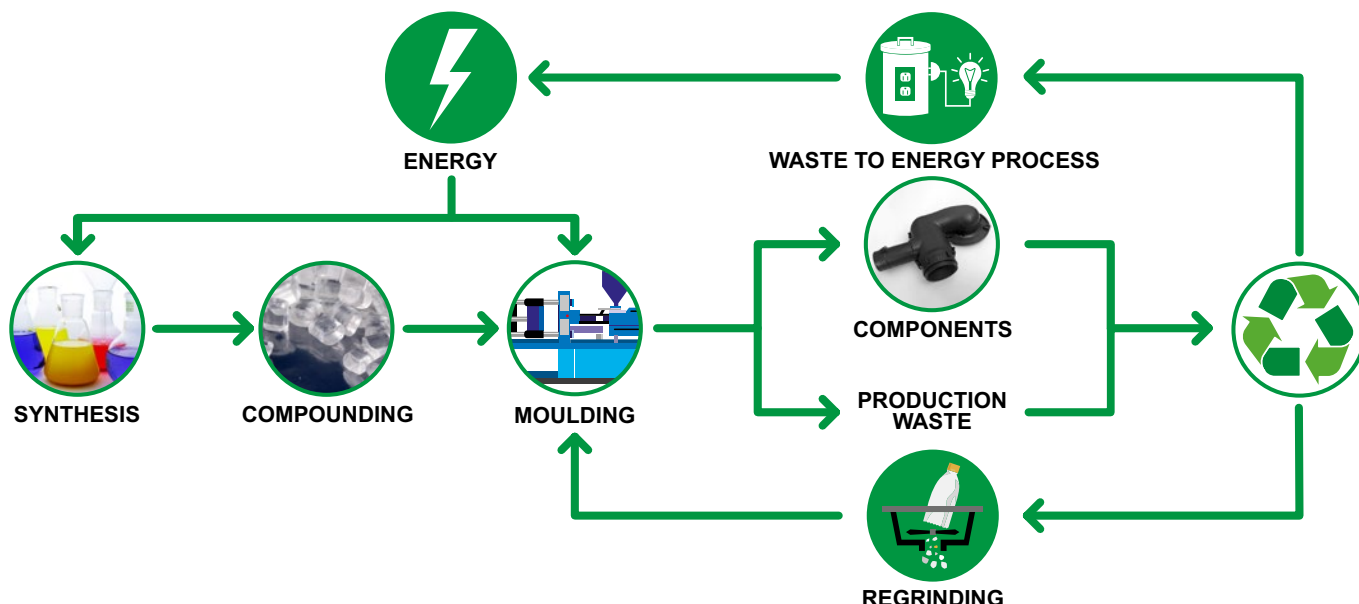 ENERGY
WASTE TO ENERGY PROCESS
SYNTHESIS
COMPOUNDING
MOULDING
COMPONENTS
PRODUCTION
WASTE
REGRINDING